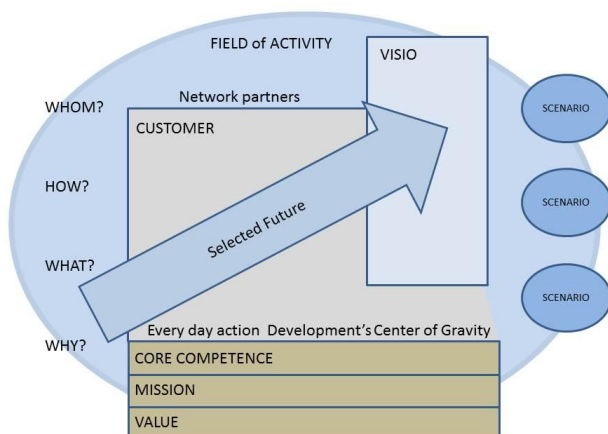 FIELD of ACTIVITY
VISIO
WHOM?
Network partners
SCENARIO
CUSTOMER
HOW?
SCENARIO
Selected Future
WHAT?
SCENARIO
Every day action Development's Center of Gravity
WHY?
CORE COMPETENCE
MISSION
VALUE